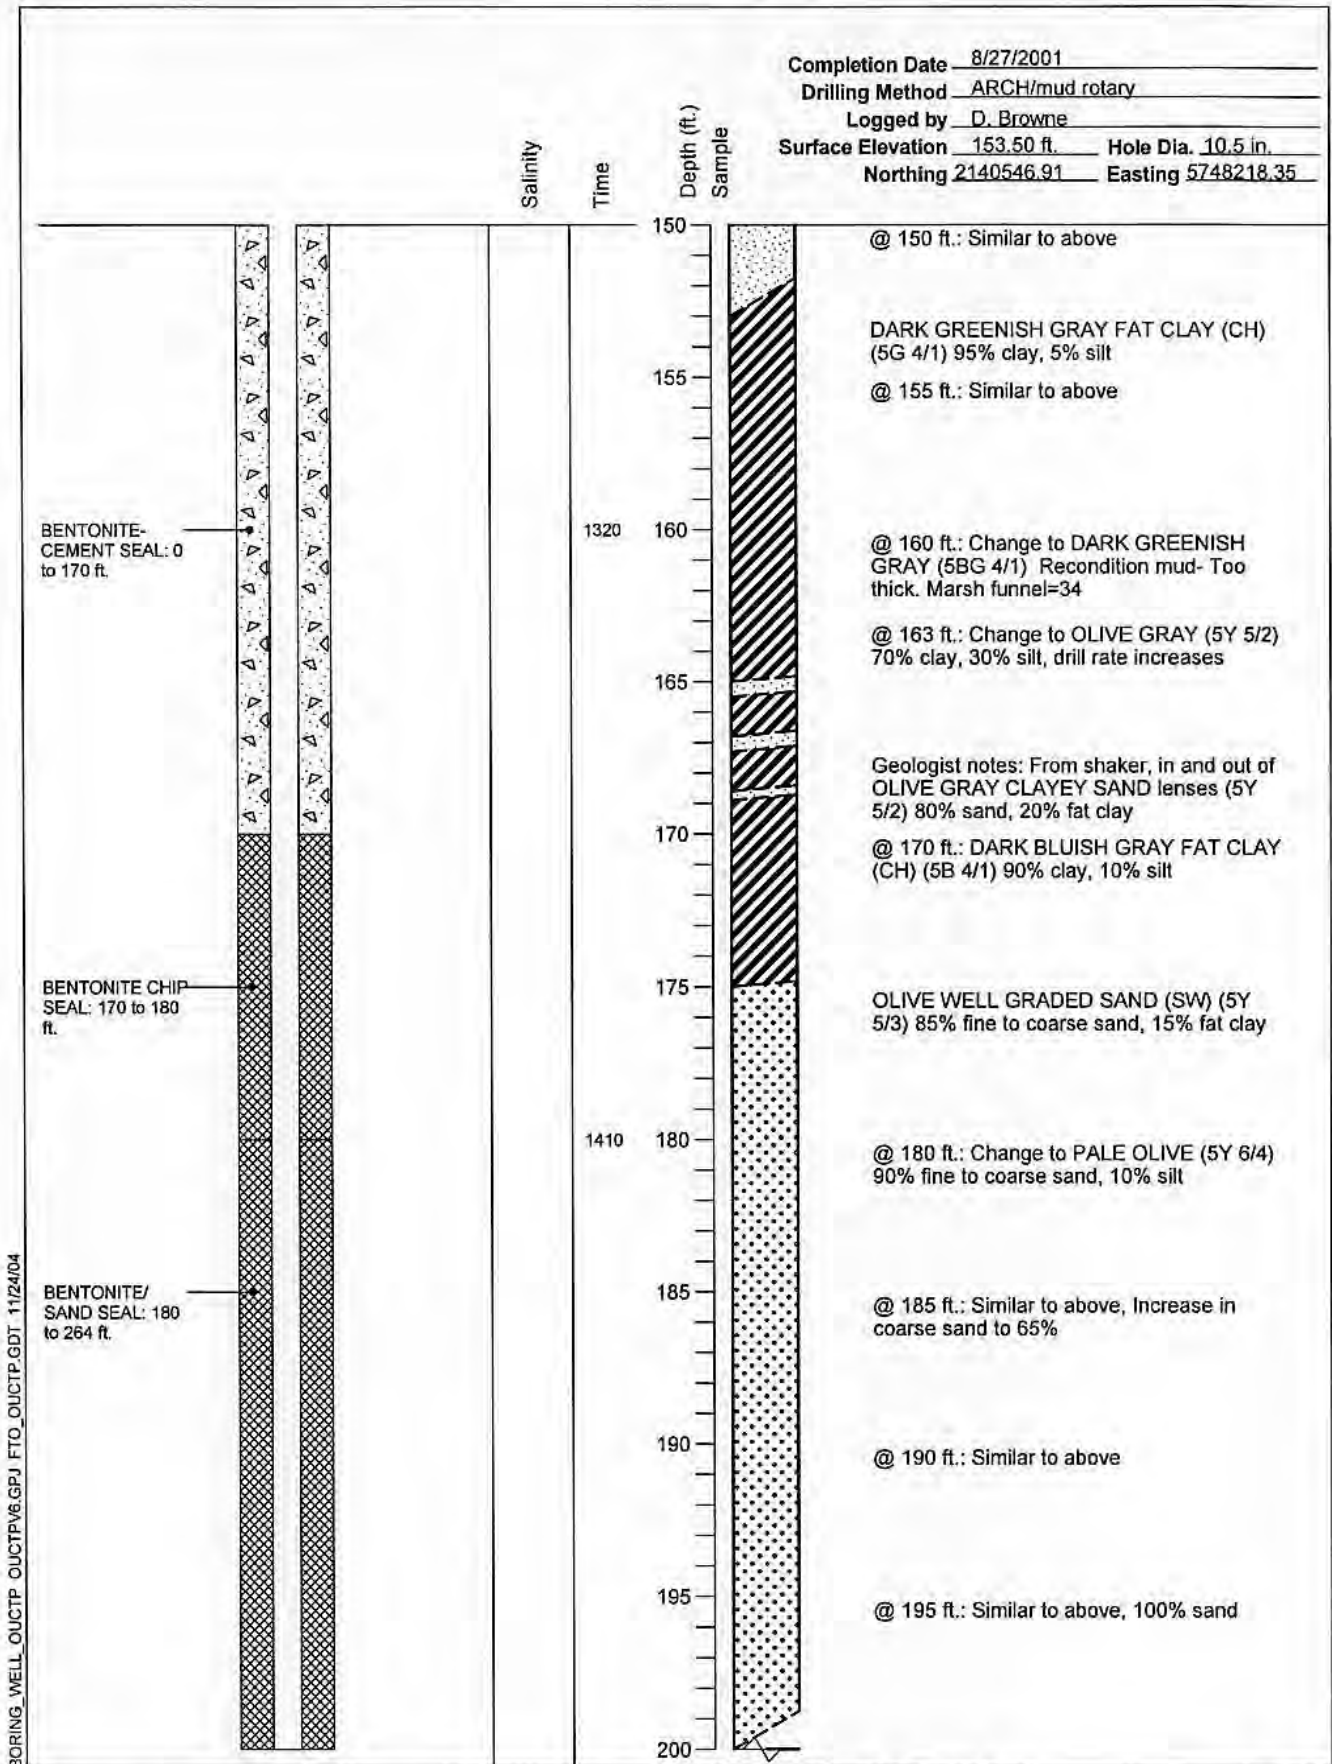 Completion Date 8/27/2001
Drilling Method ARCH/mud rotary
Logged by D. Browne
Surface Elevation 153.50 ft. Hole Dia. 10.5 in.
Northing 2140546.91 Easting 5748218.35
Salinity
Time
Depth (ft.)
Sample
150
@ 150 ft.: Similar to above
DARK GREENISH GRAY FAT CLAY (CH)
(5G 4/1) 95% clay, 5% silt
155
@ 155 ft.: Similar to above
BENTONITE-
CEMENT SEAL: 0
to 170 ft.
1320
160
@ 160 ft.: Change to DARK GREENISH
GRAY (5BG 4/1) Recondition mud- Too
thick. Marsh funnel=34
@ 163 ft.: Change to OLIVE GRAY (5Y 5/2)
70% clay, 30% silt, drill rate increases
165
Geologist notes: From shaker, in and out of
OLIVE GRAY CLAYEY SAND lenses (5Y
5/2) 80% sand, 20% fat clay
170
@ 170 ft.: DARK BLUISH GRAY FAT CLAY
(CH) (5B 4/1) 90% clay, 10% silt
BENTONITE CHIP
SEAL: 170 to 180
ft.
175
OLIVE WELL GRADED SAND (SW) (5Y
5/3) 85% fine to coarse sand, 15% fat clay
1410
180
@ 180 ft.: Change to PALE OLIVE (5Y 6/4)
90% fine to coarse sand, 10% silt
BENTONITE/
SAND SEAL: 180
to 264 ft.
185
@ 185 ft.: Similar to above, Increase in
coarse sand to 65%
190
@ 190 ft.: Similar to above
195
@ 195 ft.: Similar to above, 100% sand
200
BORING_WELL_OUCTP OUCTPV6.GPJ FTO_OUCTP.GDT 11/24/04